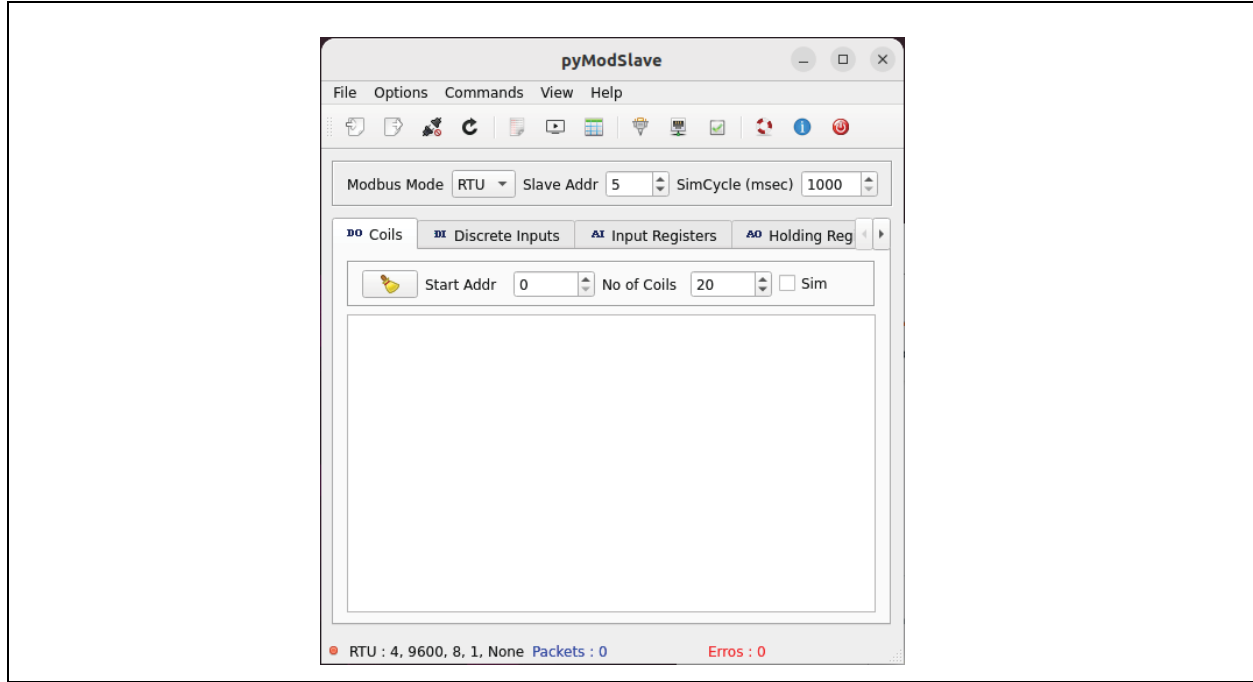 pyModSlave
File Options Commands View Help
Modbus Mode RTU Slave Addr 5 SimCycle (msec) 1000
DO Coils DI Discrete Inputs AI Input Registers AO Holding Reg
Start Addr 0 No of Coils 20 Sim
RTU : 4, 9600, 8, 1, None Packets : 0 Erros : 0